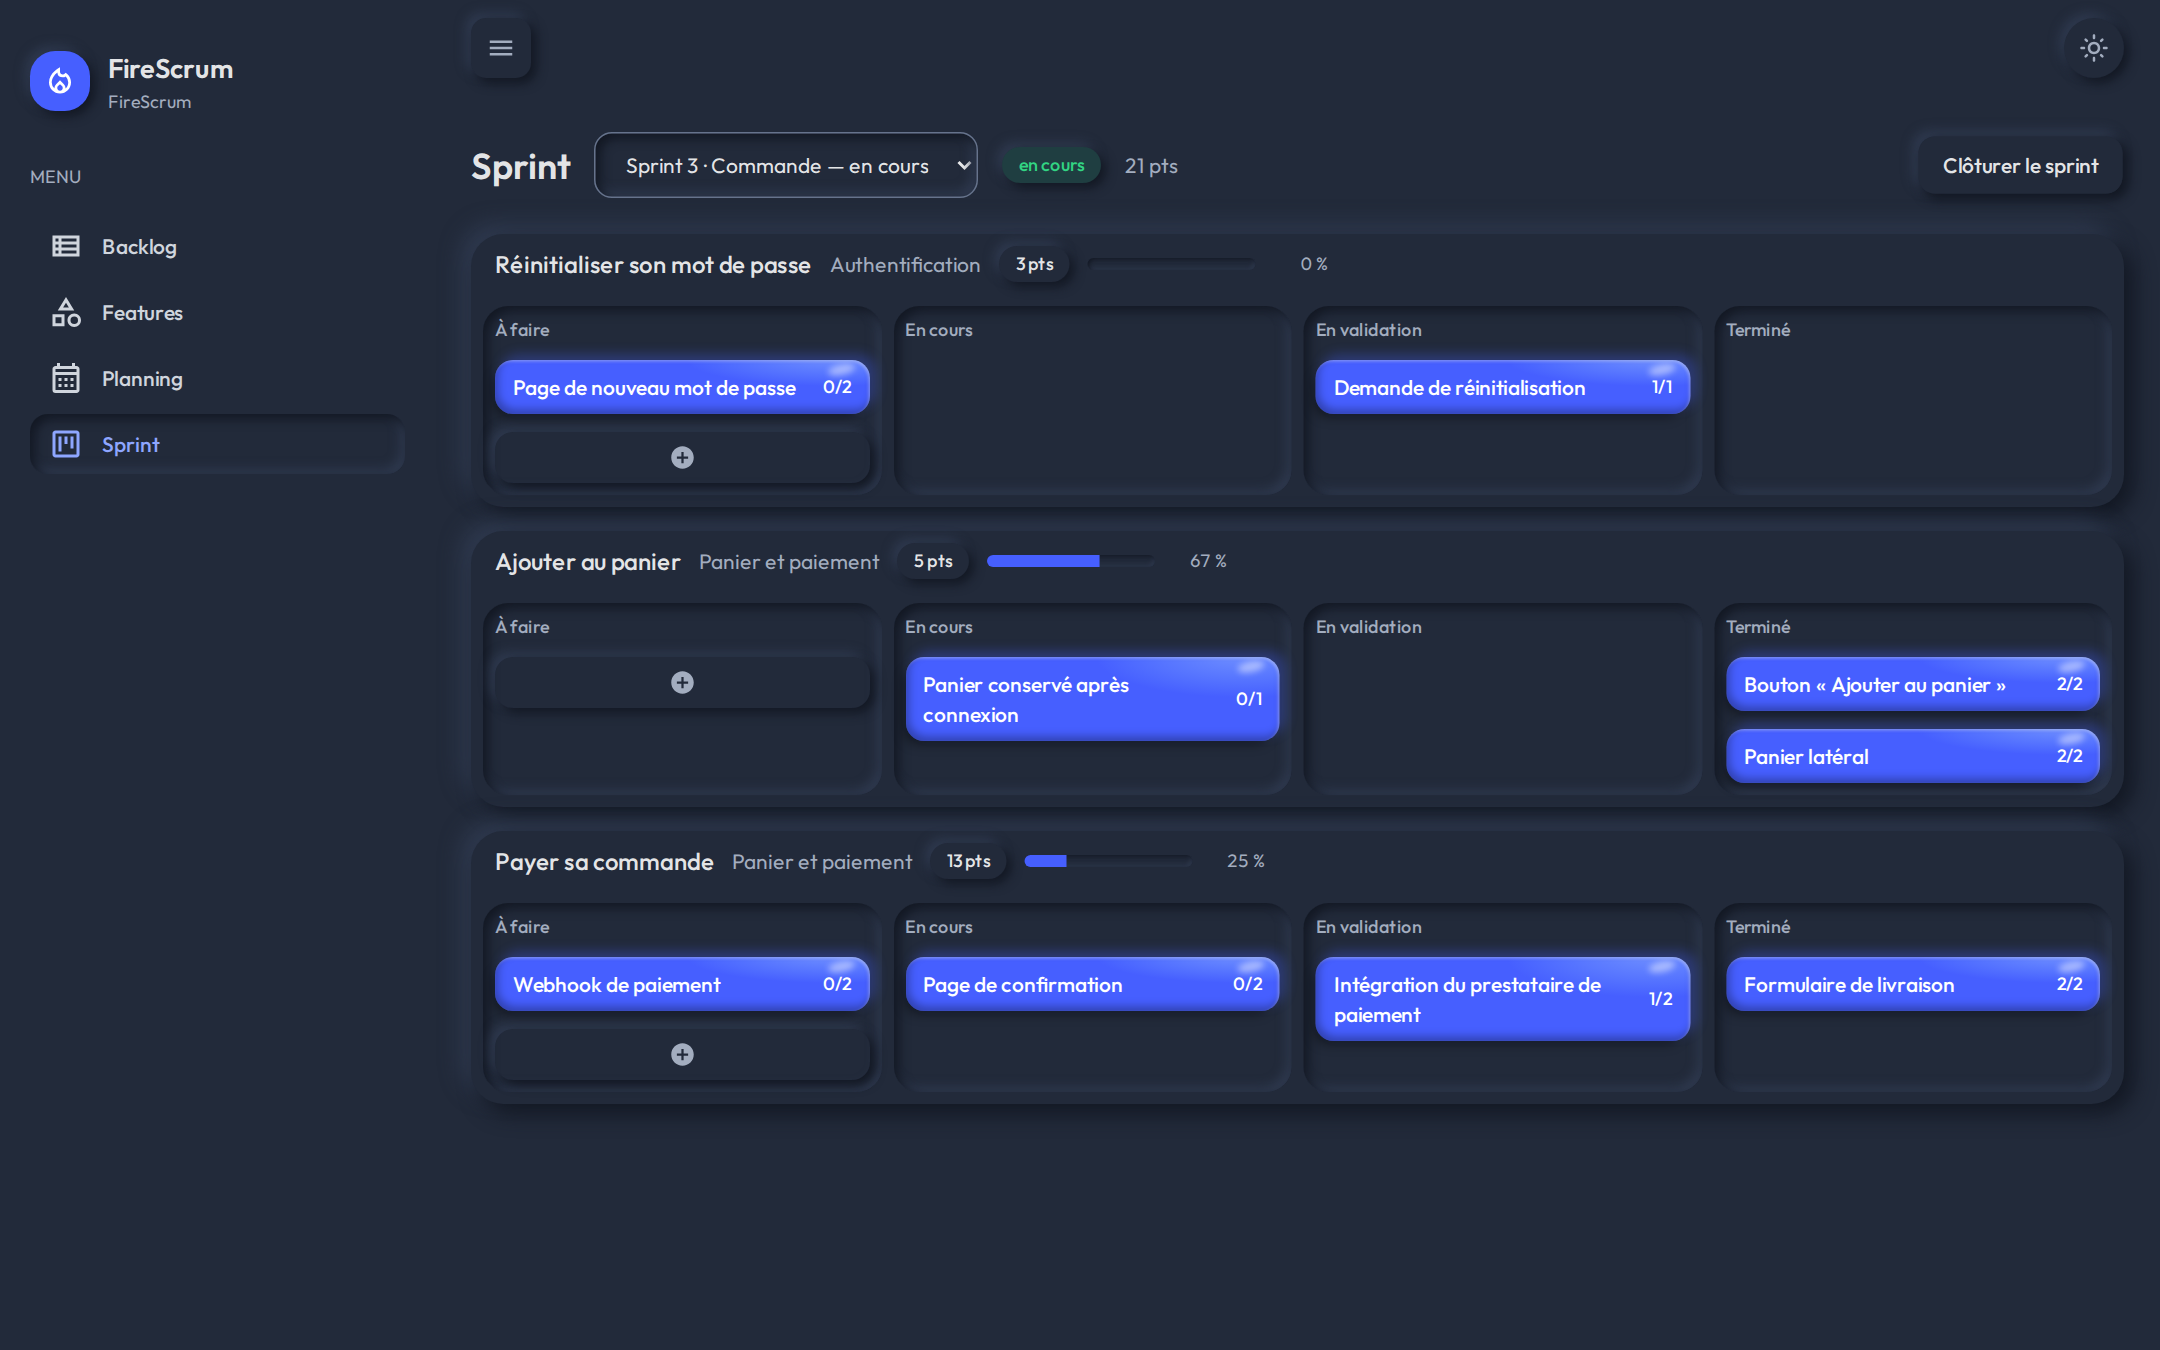 FireScrum
FireScrum
MENU
Backlog
Features
Planning
Sprint
Sprint
Sprint 3 · Commande — en cours
en cours
21 pts
Clôturer le sprint
Réinitialiser son mot de passe
Authentification
3 pts
0 %
À faire
En cours
En validation
Terminé
Page de nouveau mot de passe
0/2
Demande de réinitialisation
1/1
Ajouter au panier
Panier et paiement
5 pts
67 %
À faire
En cours
En validation
Terminé
Panier conservé après
connexion
0/1
Bouton « Ajouter au panier »
2/2
Panier latéral
2/2
Payer sa commande
Panier et paiement
13 pts
25 %
À faire
En cours
En validation
Terminé
Webhook de paiement
0/2
Page de confirmation
0/2
Intégration du prestataire de
paiement
1/2
Formulaire de livraison
2/2